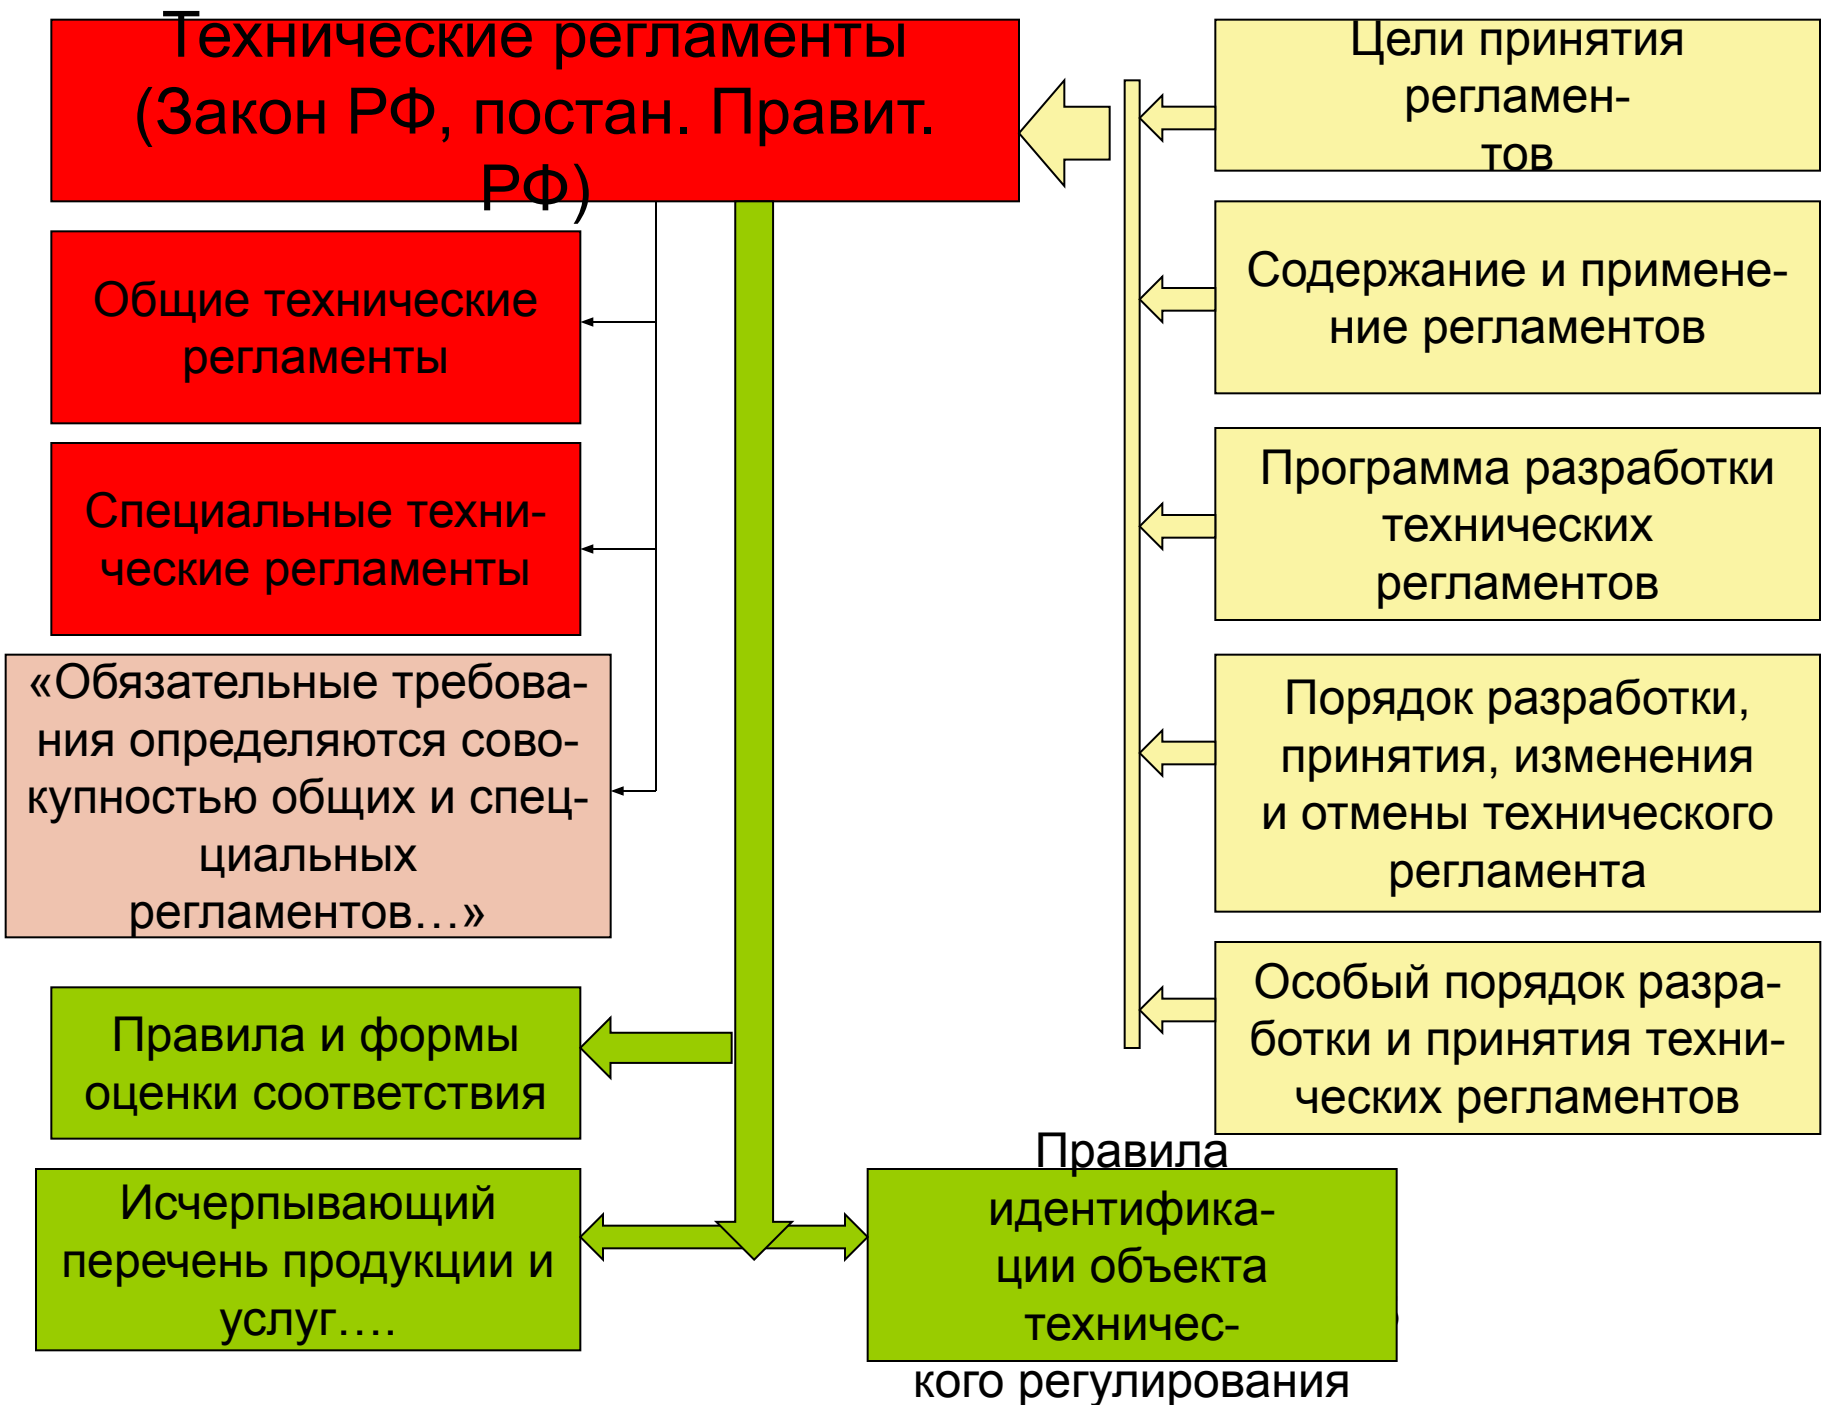 Технические регламенты
(Закон РФ, постан. Правит.
РФ)
Общие технические
регламенты
Специальные техни-
ческие регламенты
«Обязательные требова-
ния определяются сово-
купностью общих и спец-
циальных
регламентов…»
Правила и формы
оценки соответствия
Исчерпывающий
перечень продукции и
услуг….
Правила
идентифика-
ции объекта
техничес-
кого регулирования
Цели принятия
регламен-
тов
Содержание и примене-
ние регламентов
Программа разработки
технических
регламентов
Порядок разработки,
принятия, изменения
и отмены технического
регламента
Особый порядок разра-
ботки и принятия техни-
ческих регламентов